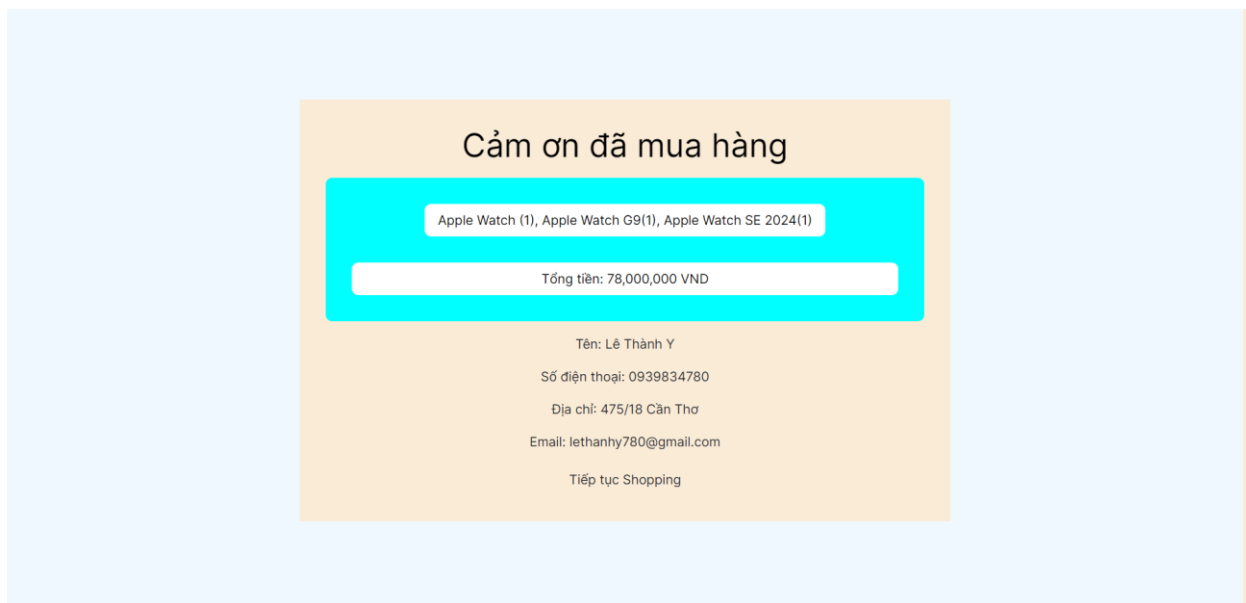 Cảm ơn đã mua hàng
Apple Watch (1), Apple Watch G9(1), Apple Watch SE 2024(1)
Tổng tiền: 78,000,000 VND
Tên: Lê Thành Y
Số điện thoại: 0939834780
Địa chỉ: 475/18 Cần Thơ
Email: lethanhy780@gmail.com
Tiếp tục Shopping